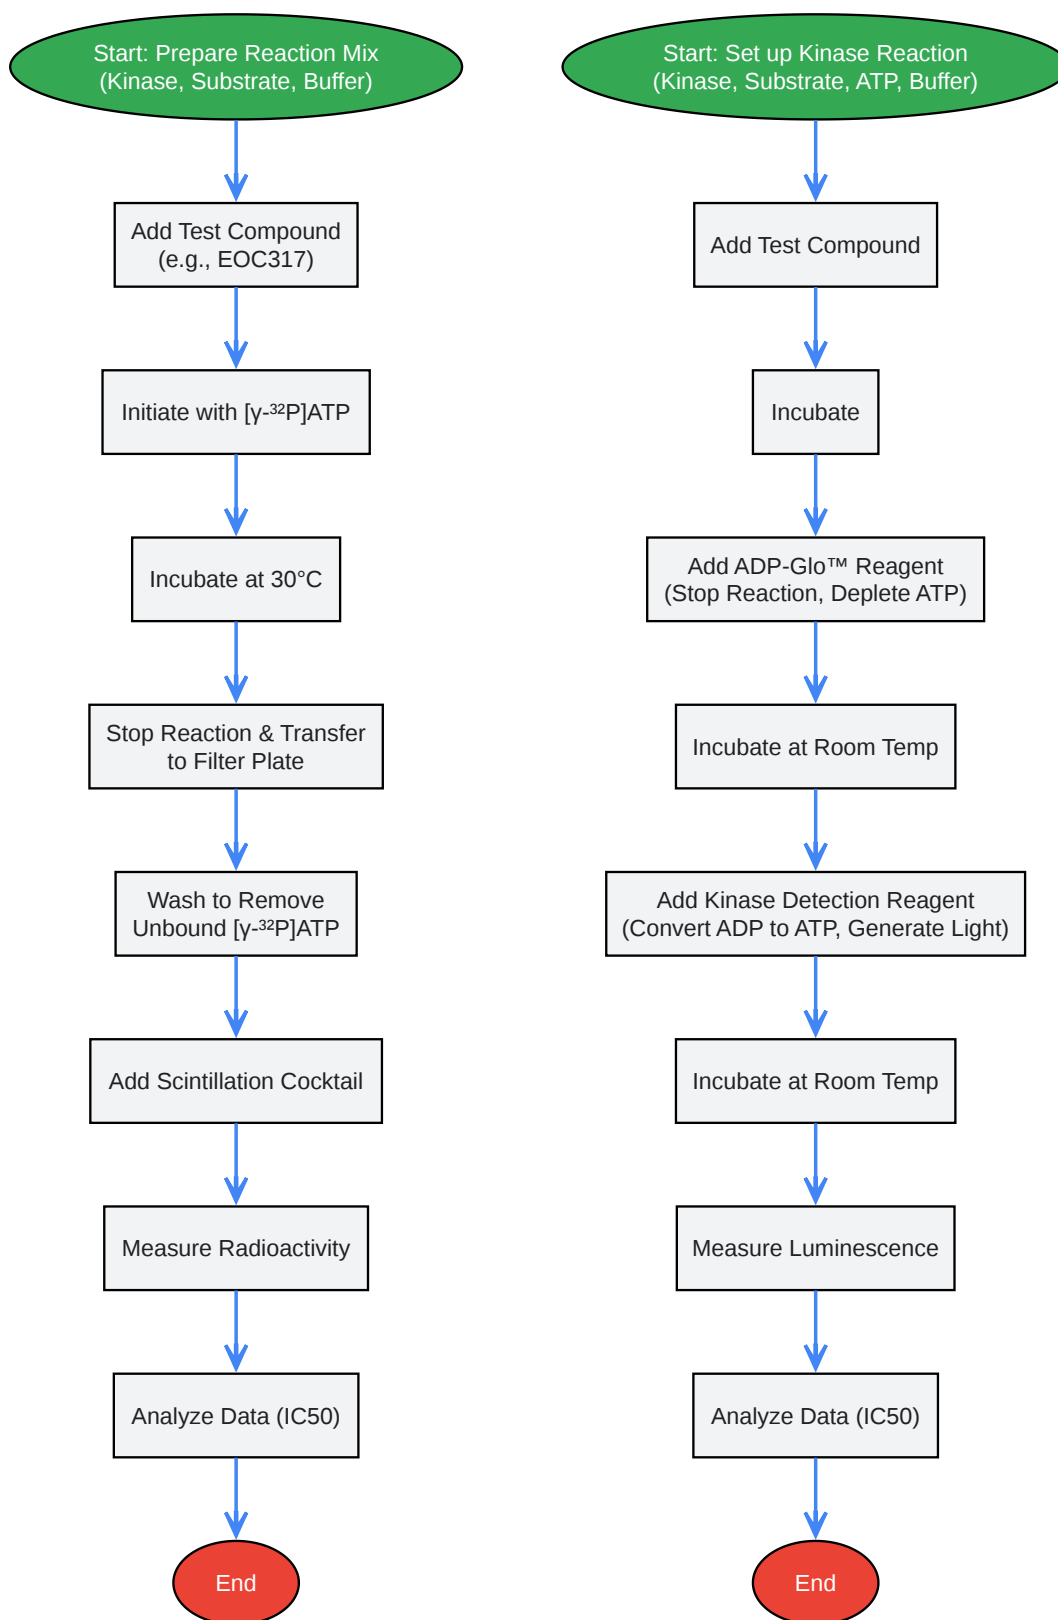 Start: Prepare Reaction Mix
(Kinase, Substrate, Buffer)
Add Test Compound
(e.g., EOC317)
Initiate with [γ-³²P]ATP
Incubate at 30°C
Stop Reaction & Transfer
to Filter Plate
Wash to Remove
Unbound [γ-³²P]ATP
Add Scintillation Cocktail
Measure Radioactivity
Analyze Data (IC50)
End
Start: Set up Kinase Reaction
(Kinase, Substrate, ATP, Buffer)
Add Test Compound
Incubate
Add ADP-Glo™ Reagent
(Stop Reaction, Deplete ATP)
Incubate at Room Temp
Add Kinase Detection Reagent
(Convert ADP to ATP, Generate Light)
Incubate at Room Temp
Measure Luminescence
Analyze Data (IC50)
End